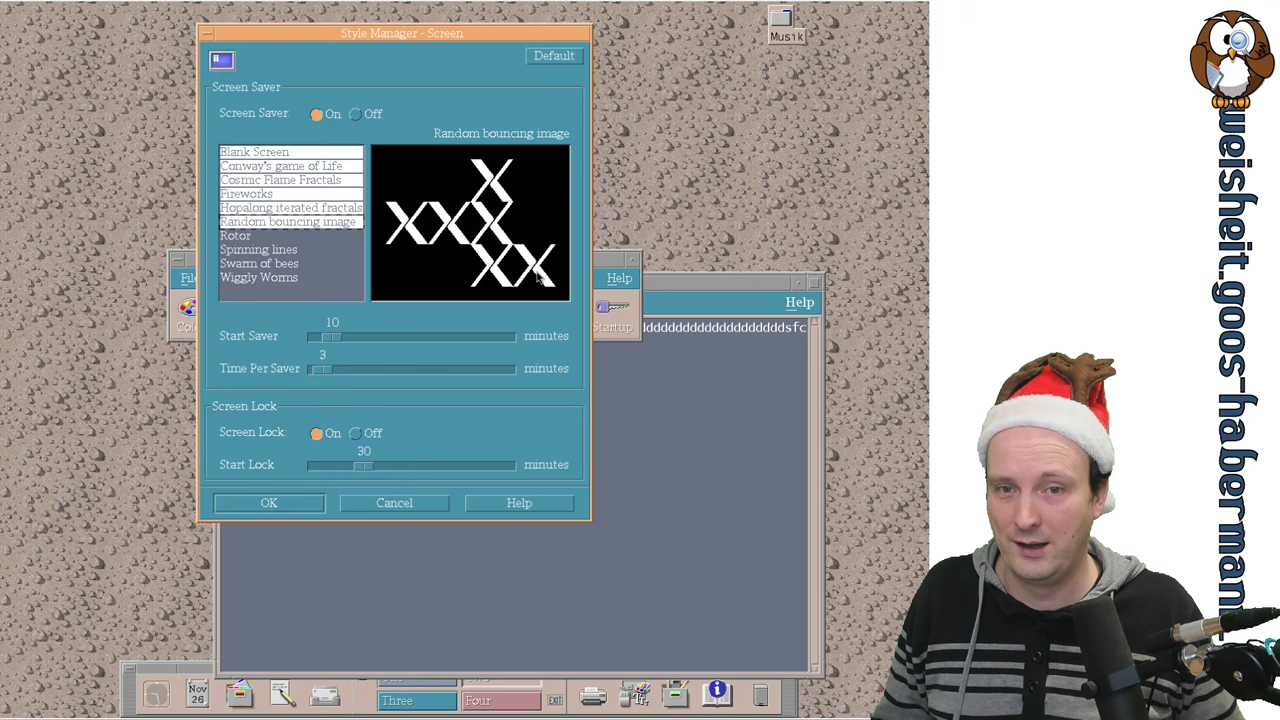 Style Manager - Screen
Musik
Default
Screen Saver
Screen Saver:
On
Off
Random bouncing image
Blank Screen
Conway's game of Life
Cosmic Flame Fractals
Fireworks
Hopalong iterated fractals
Random bouncing image
Rotor
Spinning lines
Swarm of bees
Wiggly Worms
Help
Help
Startup
dddddddddddddddddddsfc
10
Start Saver
minutes
3
Time Per Saver
minutes
Screen Lock
Screen Lock:
On
Off
30
Start Lock
minutes
OK
Cancel
Help
Nov
26
Three
Four
EXIT